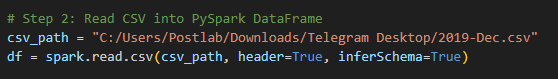 # Step 2: Read CSV into PySpark DataFrame
csv_path = "C:/Users/Postlab/Downloads/Telegram Desktop/2019-Dec.csv"
df = spark.read.csv(csv_path, header=True, inferSchema=True)